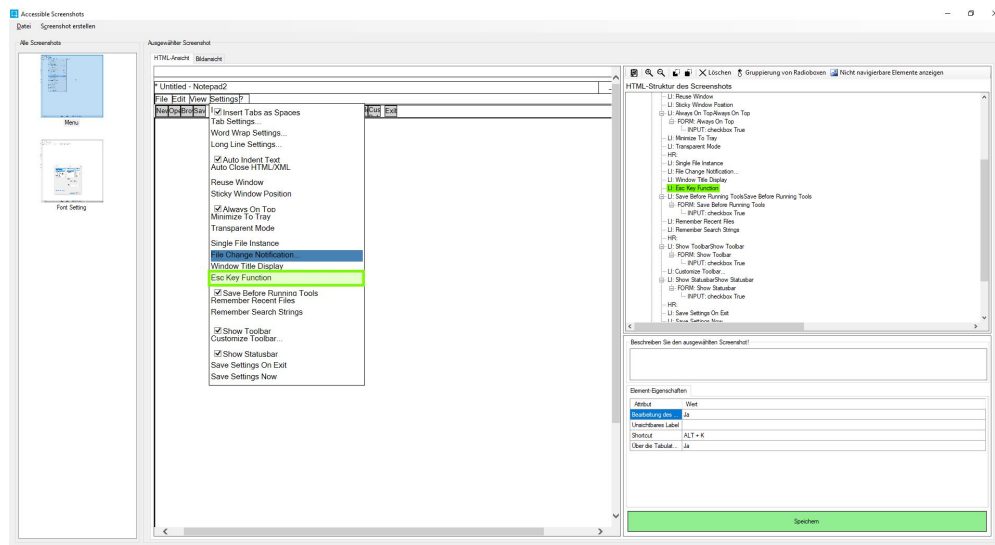 Accessible Screenshots
Datei Screenshot erstellen
Alle Screenshots
Menu
Font Setting
Ausgewählter Screenshot
HTML-Ansicht Bildansicht
* Untitled - Notepad2
File Edit View Settings ?
Exit
Insert Tabs as Spaces
Tab Settings...
Word Wrap Settings...
Long Line Settings...
Auto Indent Text
Auto Close HTML/XML
Reuse Window
Sticky Window Position
Always On Top
Minimize To Tray
Transparent Mode
Single File Instance
File Change Notification...
Window Title Display
Esc Key Function
Save Before Running Tools
Remember Recent Files
Remember Search Strings
Show Toolbar
Customize Toolbar...
Show Statusbar
Save Settings On Exit
Save Settings Now
Löschen Gruppierung von Radioboxen Nicht navigierbare Elemente anzeigen
HTML-Struktur des Screenshots
LI: Reuse Window
LI: Sticky Window Position
LI: Always On TopAlways On Top
FORM: Always On Top
INPUT: checkbox True
LI: Minimize To Tray
LI: Transparent Mode
HR:
LI: Single File Instance
LI: File Change Notification...
LI: Window Title Display
LI: Esc Key Function
LI: Save Before Running ToolsSave Before Running Tools
FORM: Save Before Running Tools
INPUT: checkbox True
LI: Remember Recent Files
LI: Remember Search Strings
HR:
LI: Show ToolbarShow Toolbar
FORM: Show Toolbar
INPUT: checkbox True
LI: Customize Toolbar...
LI: Show StatusbarShow Statusbar
FORM: Show Statusbar
INPUT: checkbox True
HR:
LI: Save Settings On Exit
LI: Save Settings Now
Beschreiben Sie den ausgewählten Screenshot!
Element-Eigenschaften
Attribut Wert
Bearbeitung des ... Ja
Unsichtbares Label
Shortcut ALT + K
Über die Tabulat... Ja
Speichern